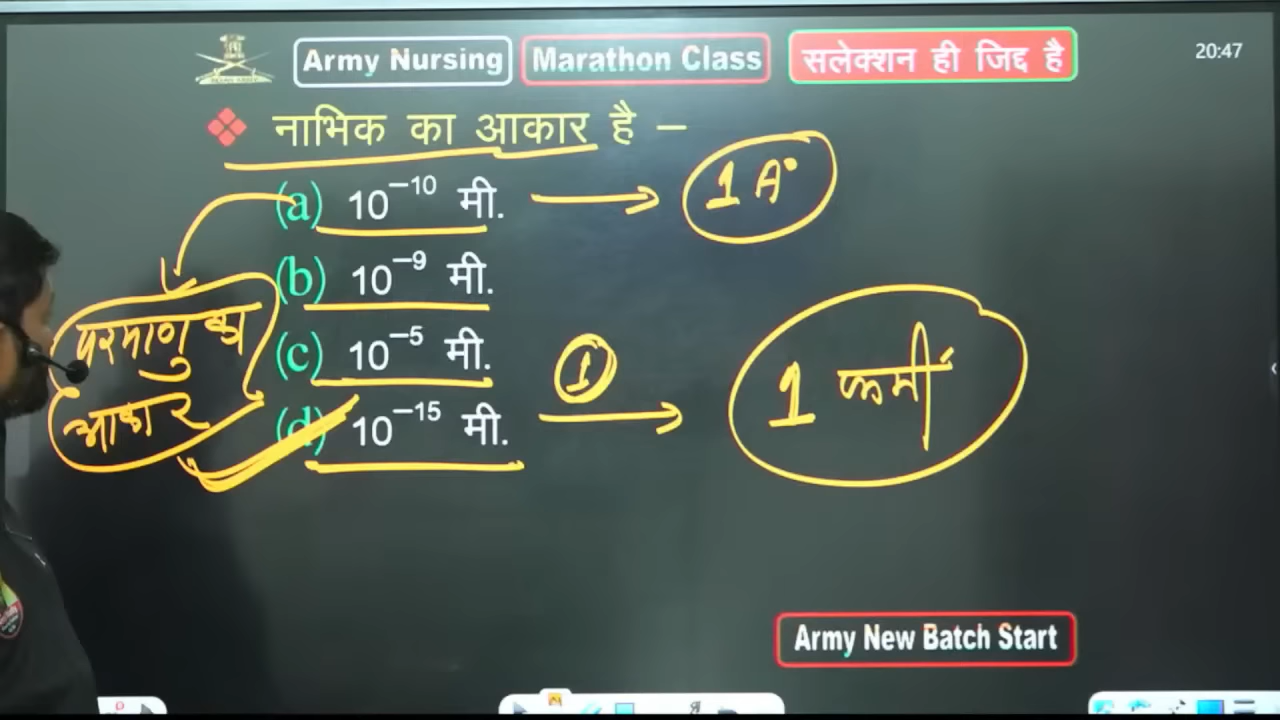 Army Nursing Marathon Class सलेक्शन ही जिद्द है 20:47
नाभिक का आकार है –
(a) 10⁻¹⁰ मी. 1 A°
(b) 10⁻⁹ मी.
परमाणु का
(c) 10⁻⁵ मी. 1
आकार
(d) 10⁻¹⁵ मी. 1 फर्मी
Army New Batch Start